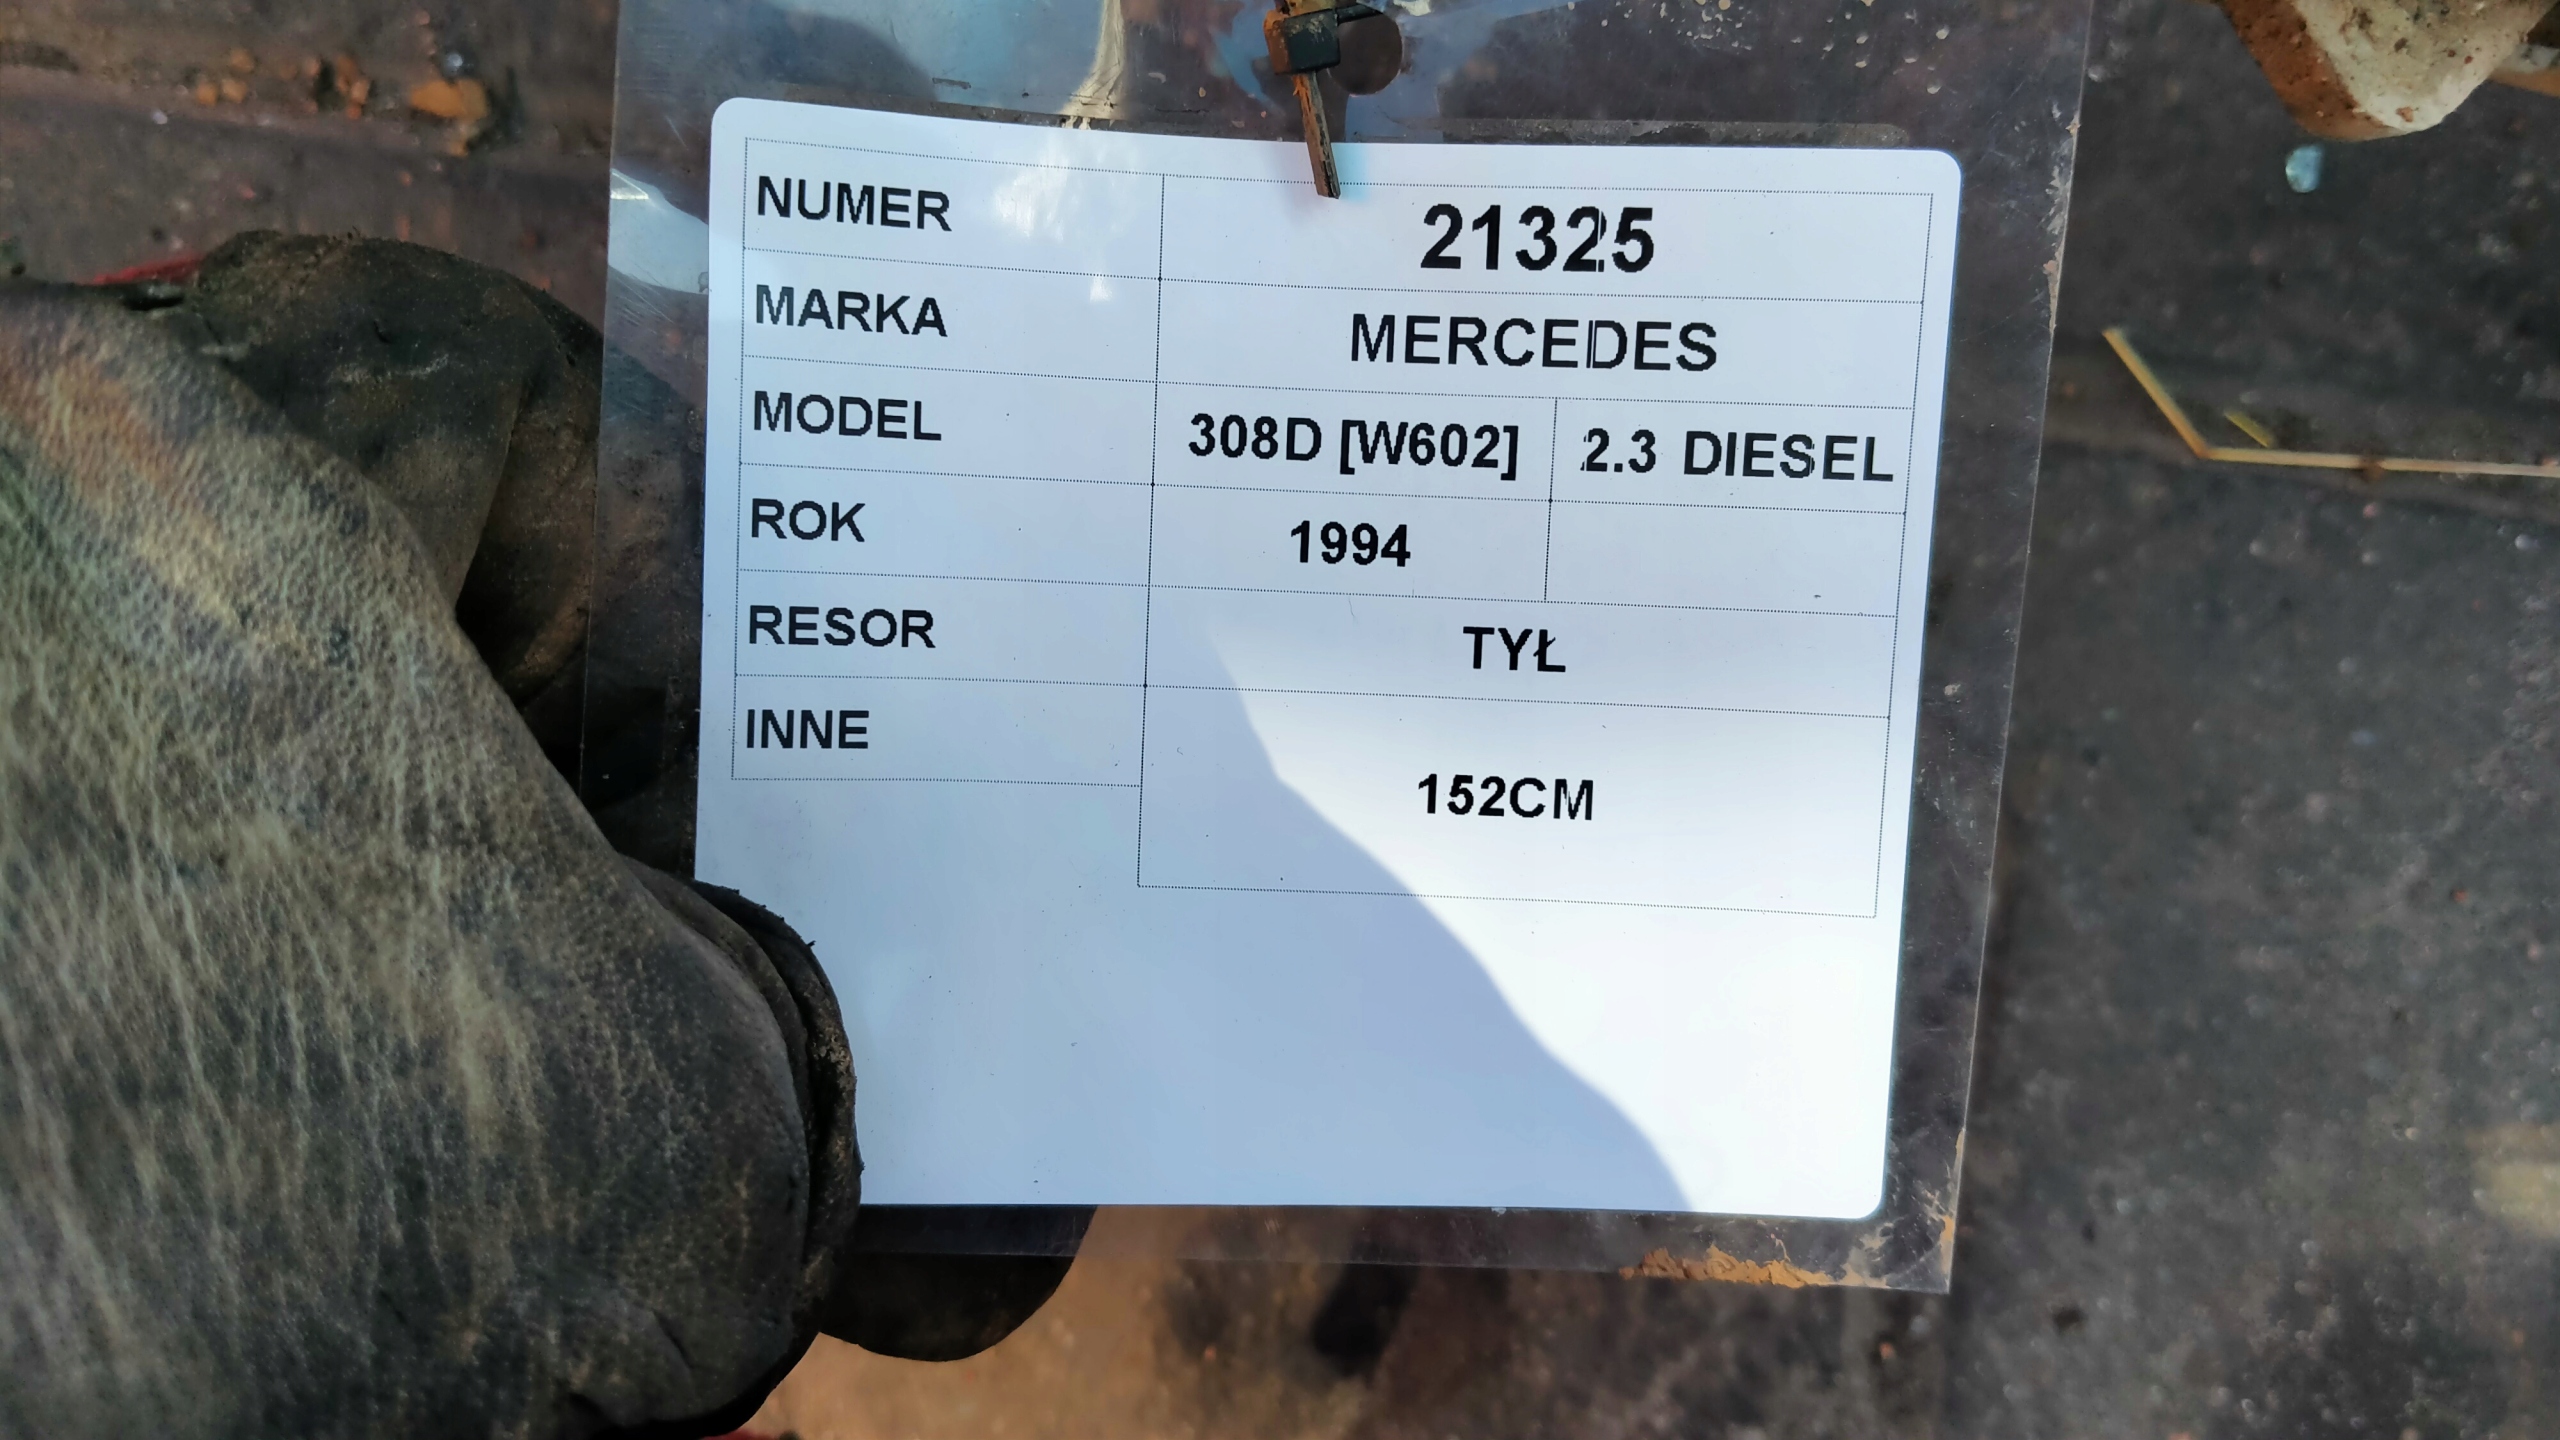 NUMER 21325
MARKA MERCEDES
MODEL 308D [W602] 2.3 DIESEL
ROK 1994
RESOR TYŁ
INNE 152CM